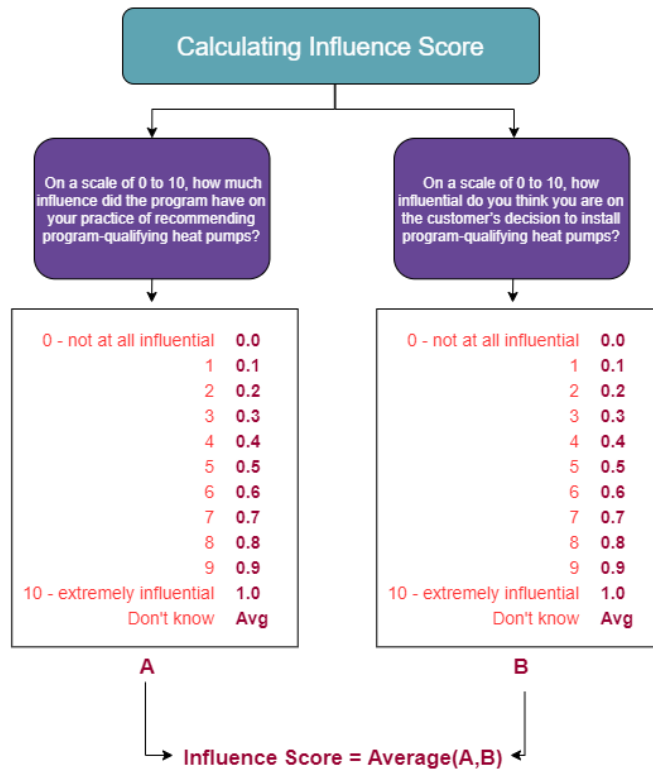 Calculating Influence Score
On a scale of 0 to 10, how much
influence did the program have on
your practice of recommending
program-qualifying heat pumps?
On a scale of 0 to 10, how
influential do you think you are on
the customer's decision to install
program-qualifying heat pumps?
0 - not at all influential 0.0
1 0.1
2 0.2
3 0.3
4 0.4
5 0.5
6 0.6
7 0.7
8 0.8
9 0.9
10 - extremely influential 1.0
Don't know Avg
A
0 - not at all influential 0.0
1 0.1
2 0.2
3 0.3
4 0.4
5 0.5
6 0.6
7 0.7
8 0.8
9 0.9
10 - extremely influential 1.0
Don't know Avg
B
Influence Score = Average(A,B)